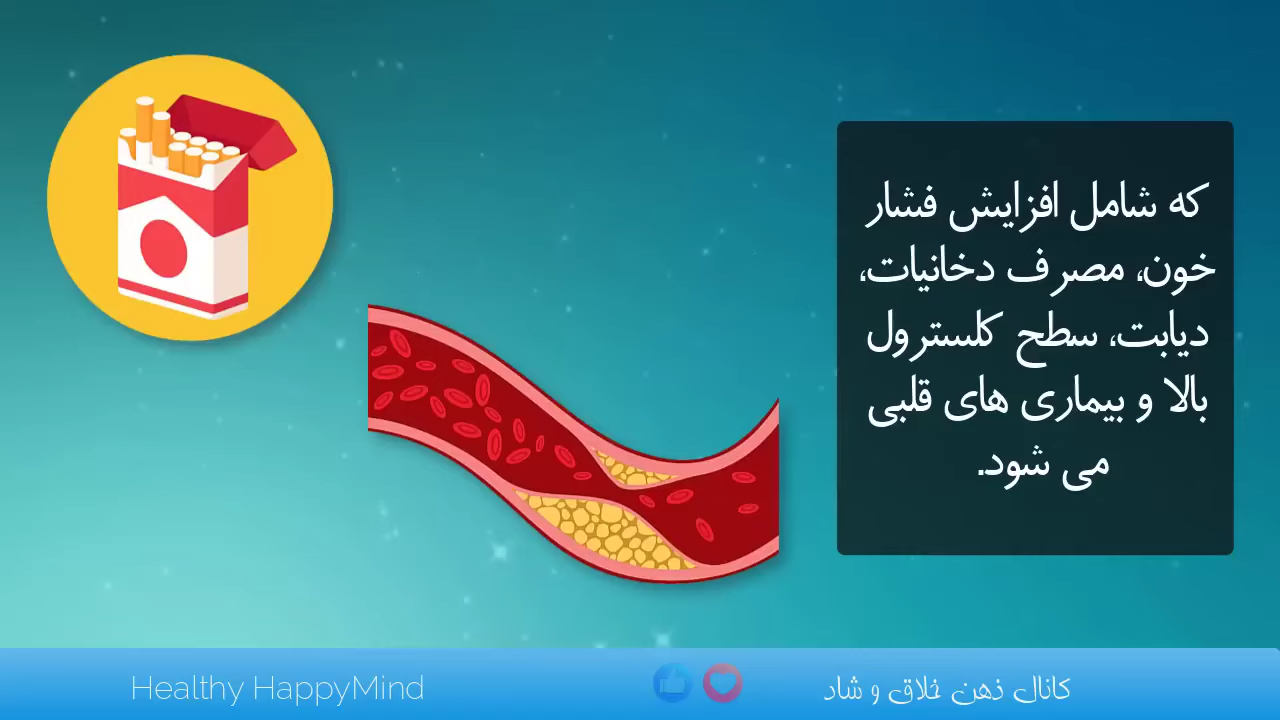 که شامل افزایش فشار
خون، مصرف دخانیات،
دیابت، سطح کلسترول
بالا و بیماری های قلبی
می شود.
Healthy HappyMind
کانال ذهن خلاق و شاد